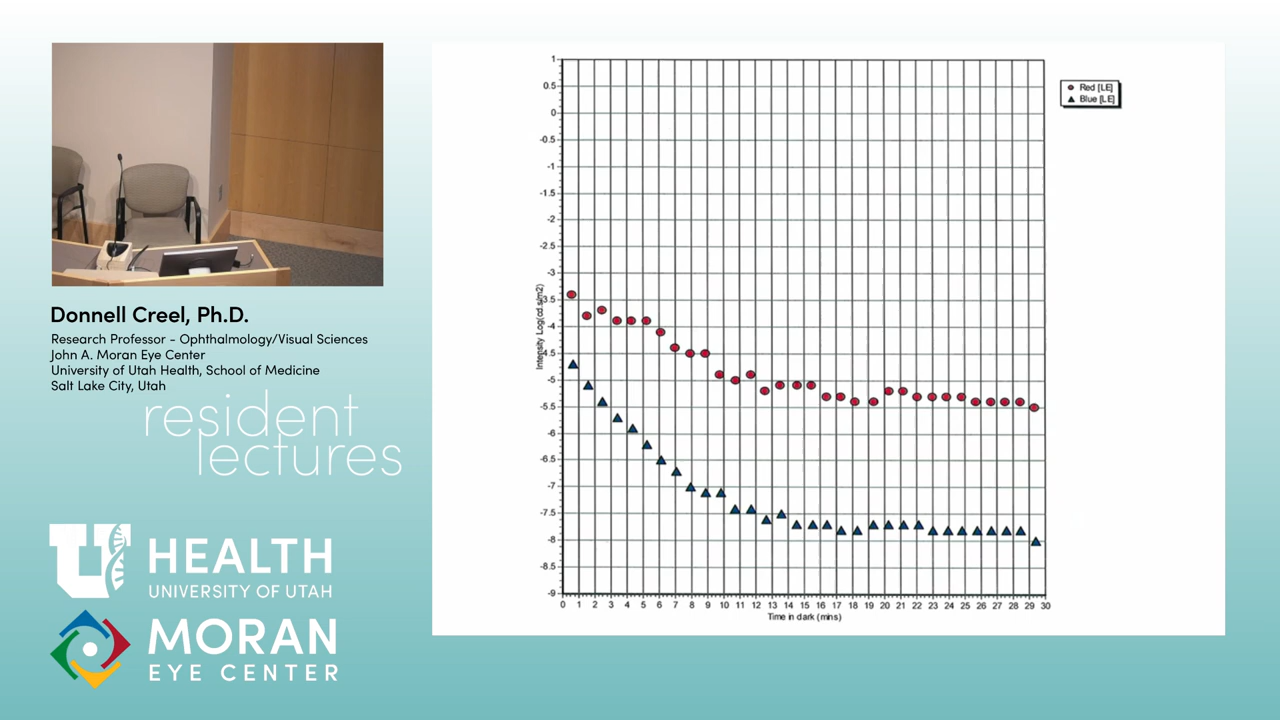 Donnell Creel, Ph.D.
Research Professor - Ophthalmology/Visual Sciences
John A. Moran Eye Center
University of Utah Health, School of Medicine
Salt Lake City, Utah
resident
lectures
U HEALTH
UNIVERSITY OF UTAH
MORAN
EYE CENTER
Red [LE]
Blue [LE]
Intensity Log(cd.s/m2)
1
0.5
0
-0.5
-1
-1.5
-2
-2.5
-3
-3.5
-4
-4.5
-5
-5.5
-6
-6.5
-7
-7.5
-8
-8.5
-9
0 1 2 3 4 5 6 7 8 9 10 11 12 13 14 15 16 17 18 19 20 21 22 23 24 25 26 27 28 29 30
Time in dark (mins)